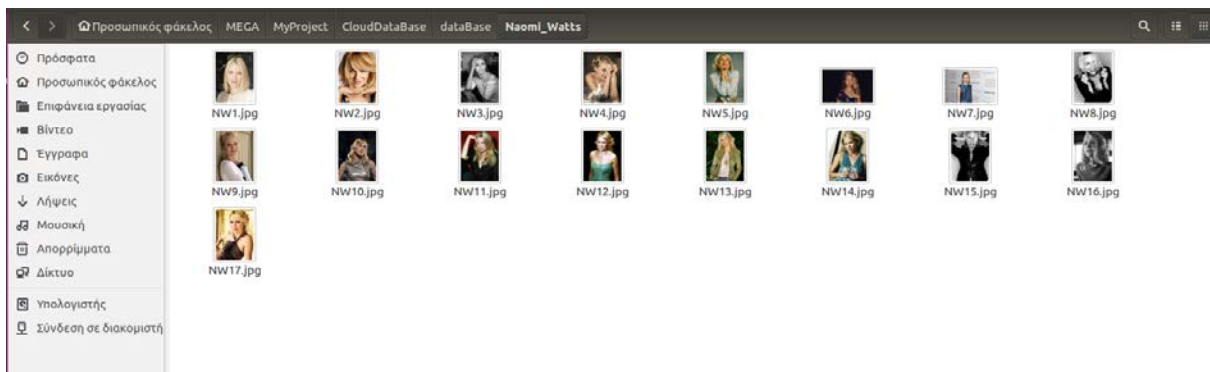 Προσωπικός φάκελος MEGA MyProject CloudDataBase dataBase Naomi_Watts
Πρόσφατα
Προσωπικός φάκελος
Επιφάνεια εργασίας
Βίντεο
Έγγραφα
Εικόνες
Λήψεις
Μουσική
Απορρίμματα
Δίκτυο
Υπολογιστής
Σύνδεση σε διακομιστή
NW1.jpg NW2.jpg NW3.jpg NW4.jpg NW5.jpg NW6.jpg NW7.jpg NW8.jpg
NW9.jpg NW10.jpg NW11.jpg NW12.jpg NW13.jpg NW14.jpg NW15.jpg NW16.jpg
NW17.jpg